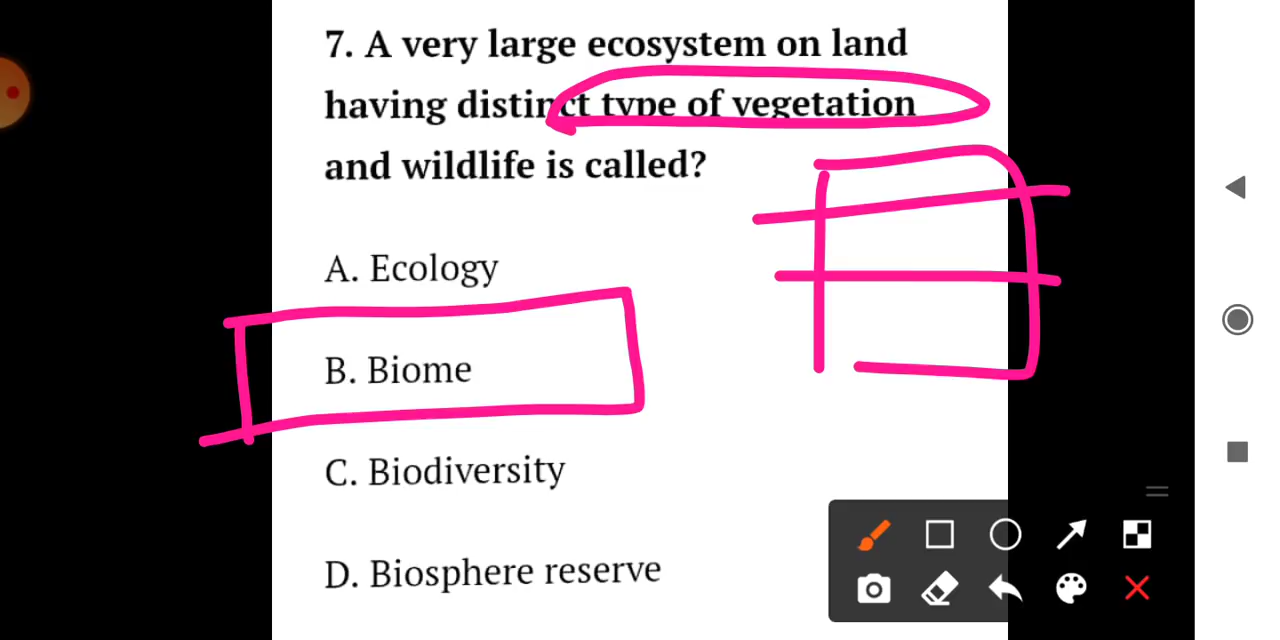 7. A very large ecosystem on land
having distinct type of vegetation
and wildlife is called?
A. Ecology
B. Biome
C. Biodiversity
D. Biosphere reserve